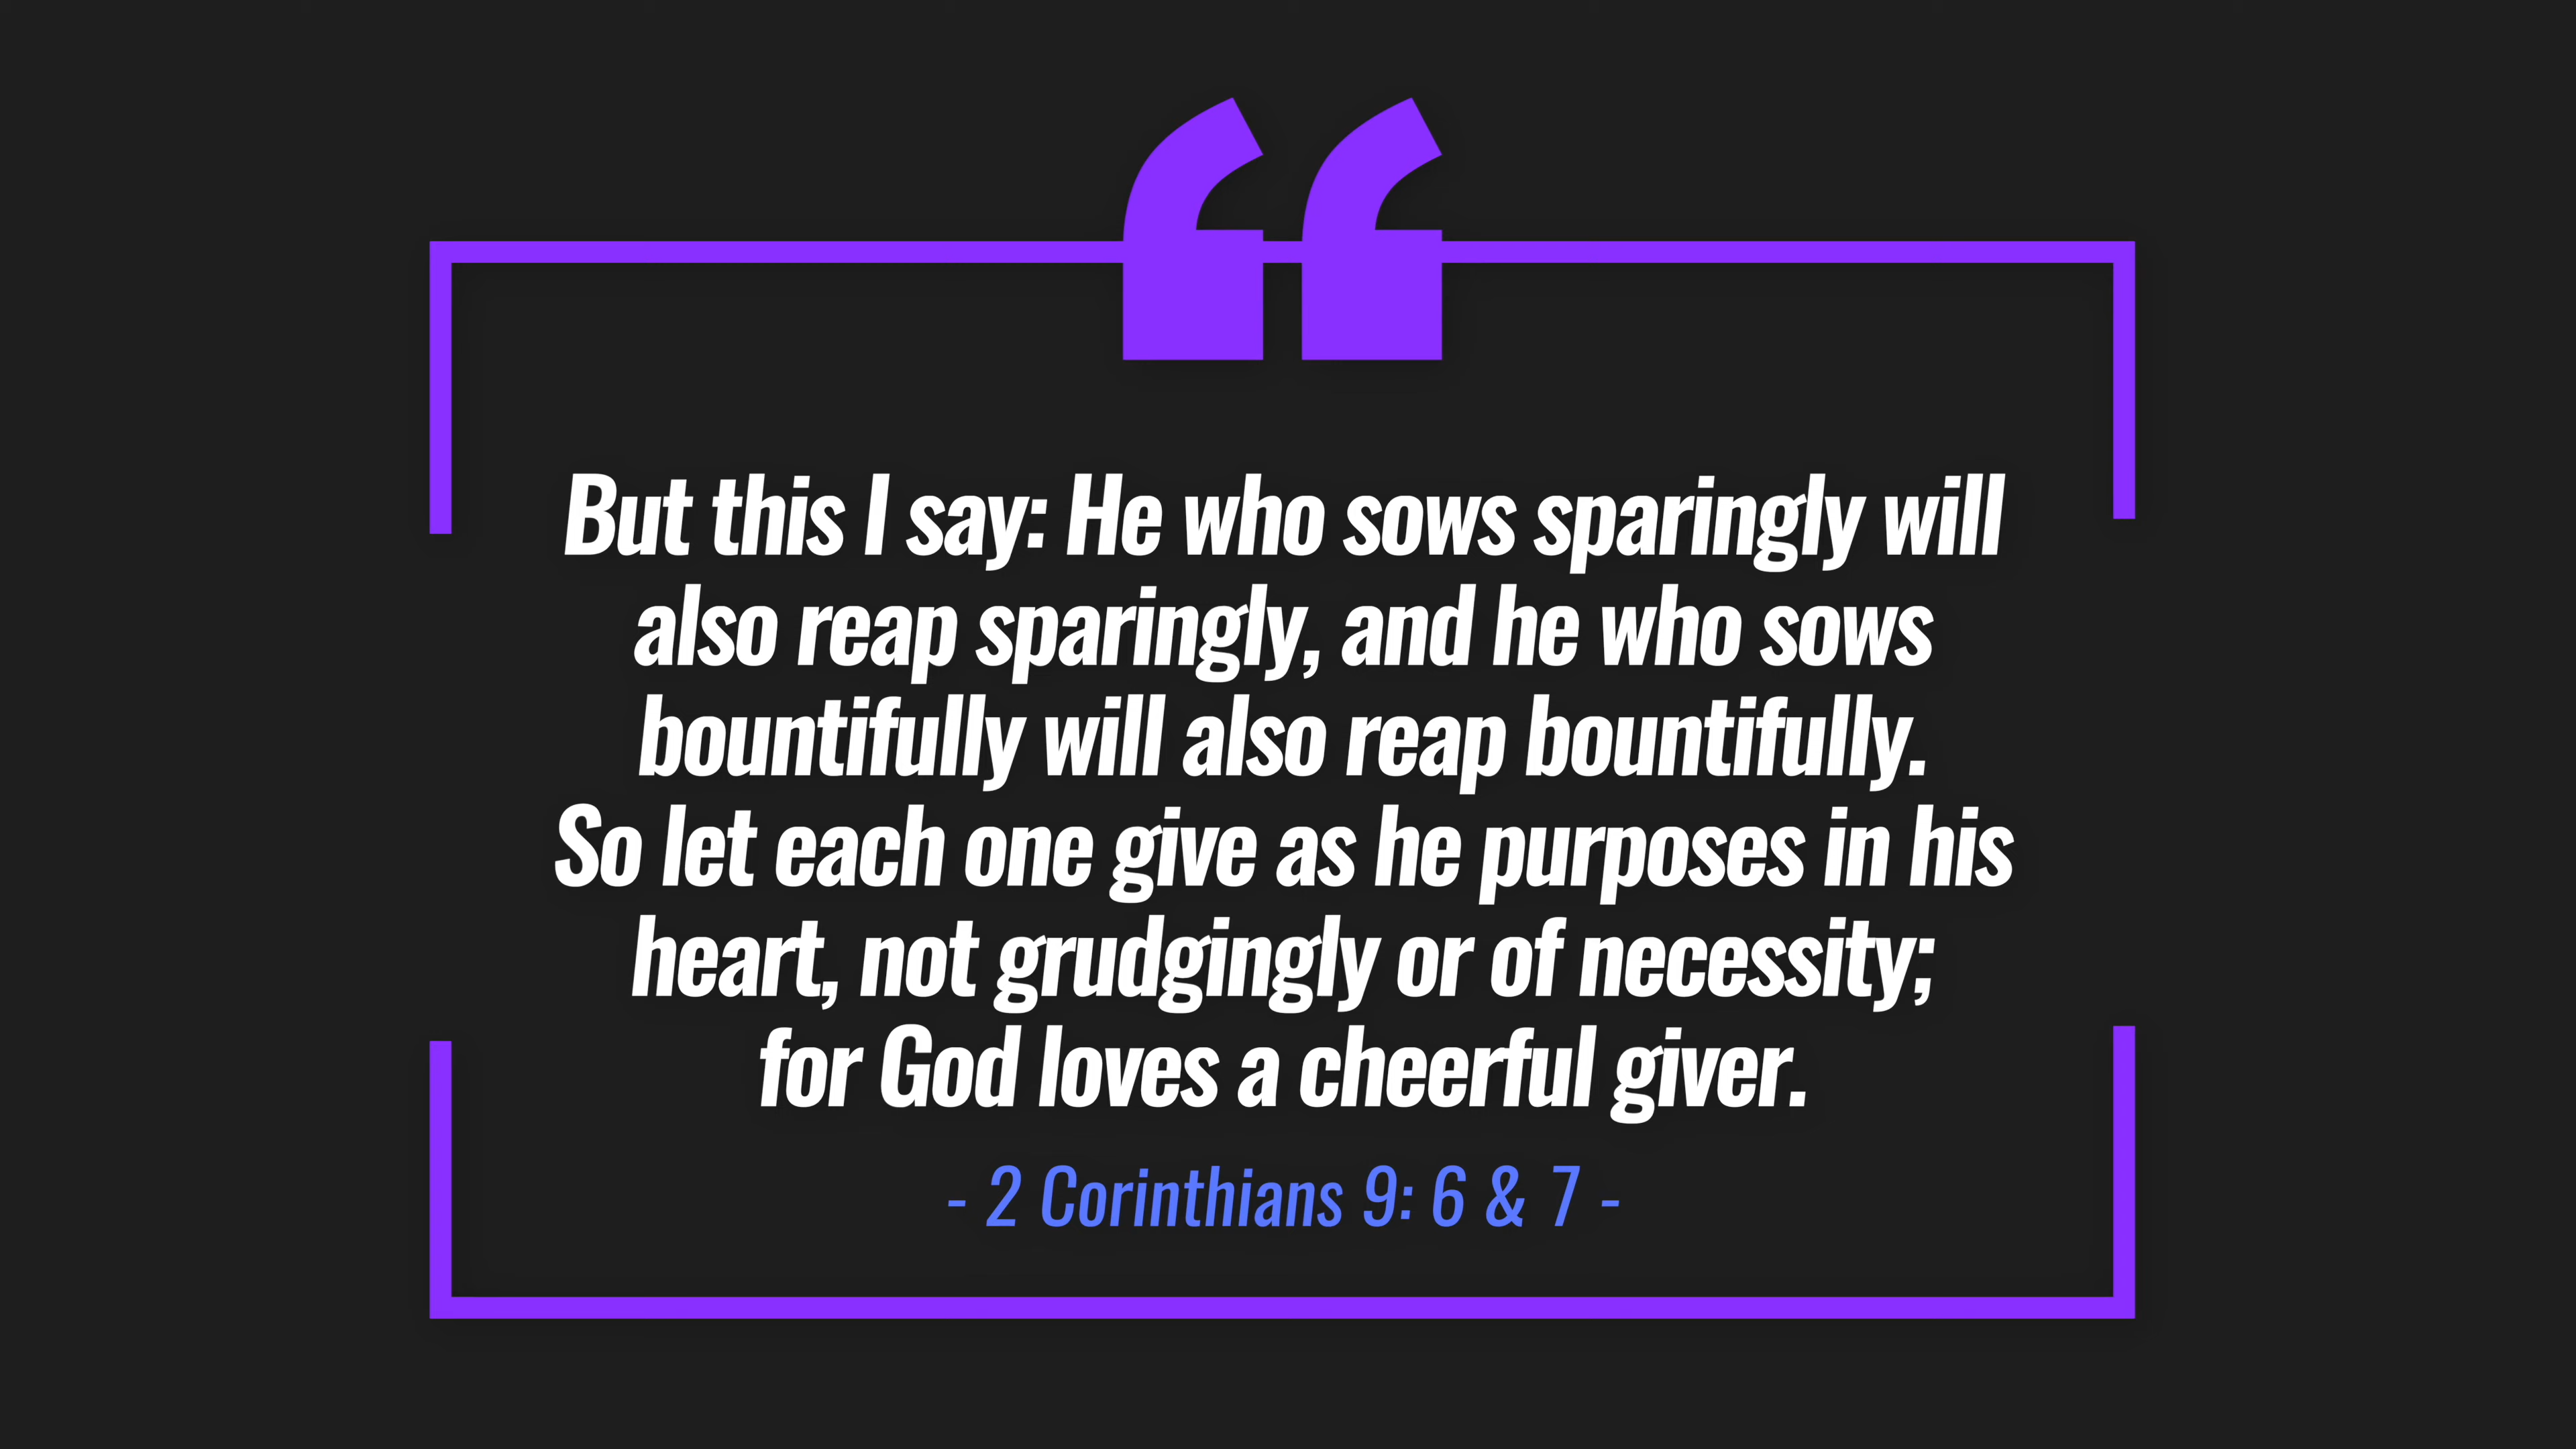 But this I say: He who sows sparingly will
also reap sparingly, and he who sows
bountifully will also reap bountifully.
So let each one give as he purposes in his
heart, not grudgingly or of necessity;
for God loves a cheerful giver.
- 2 Corinthians 9: 6 & 7 -